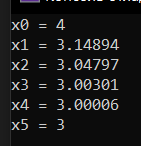 x0 = 4
x1 = 3.14894
x2 = 3.04797
x3 = 3.00301
x4 = 3.00006
x5 = 3